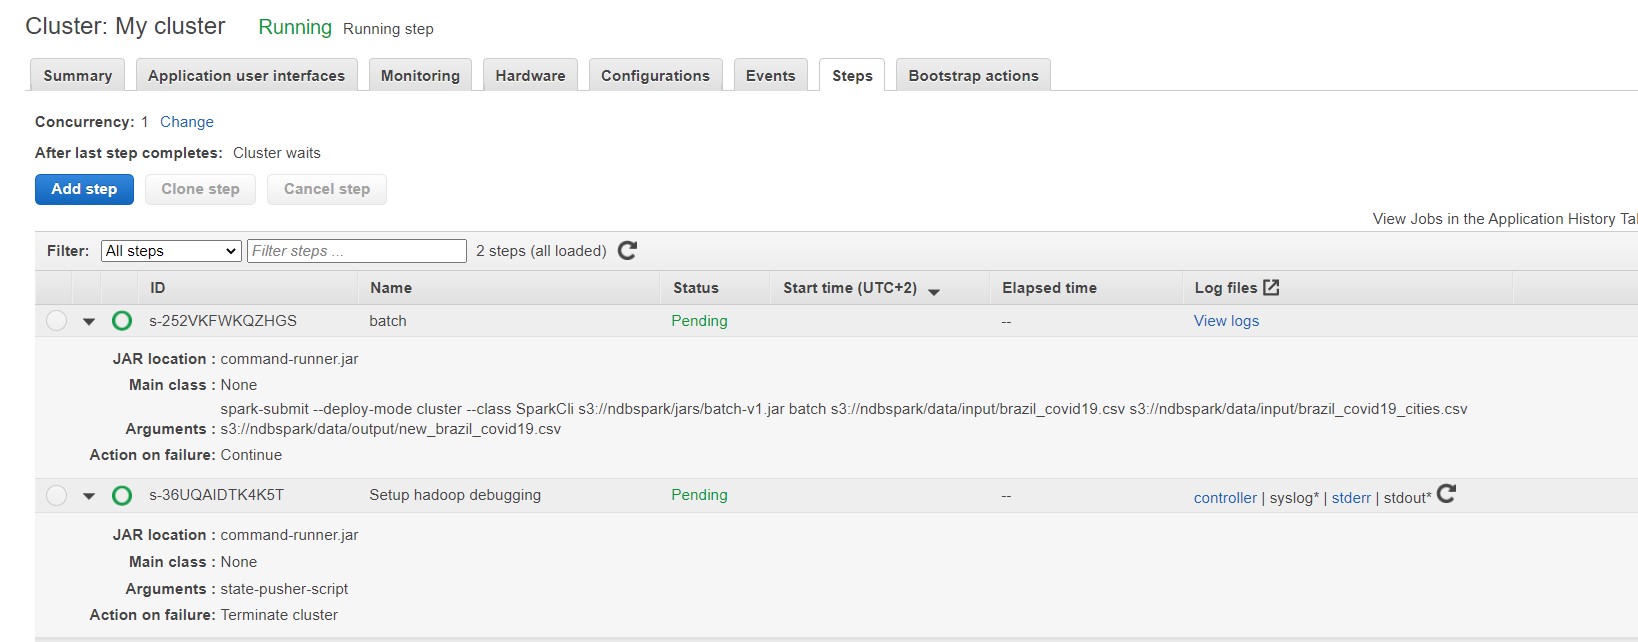 Cluster: My cluster Running Running step
Summary Application user interfaces Monitoring Hardware Configurations Events Steps Bootstrap actions
Concurrency: 1 Change
After last step completes: Cluster waits
Add step Clone step Cancel step
View Jobs in the Application History Ta
Filter: All steps Filter steps ... 2 steps (all loaded)
ID Name Status Start time (UTC+2) Elapsed time Log files
s-252VKFWKQZHGS batch Pending -- View logs
JAR location : command-runner.jar
Main class : None
spark-submit --deploy-mode cluster --class SparkCli s3://ndbspark/jars/batch-v1.jar batch s3://ndbspark/data/input/brazil_covid19.csv s3://ndbspark/data/input/brazil_covid19_cities.csv
Arguments : s3://ndbspark/data/output/new_brazil_covid19.csv
Action on failure: Continue
s-36UQAIDTK4K5T Setup hadoop debugging Pending -- controller | syslog* | stderr | stdout*
JAR location : command-runner.jar
Main class : None
Arguments : state-pusher-script
Action on failure: Terminate cluster